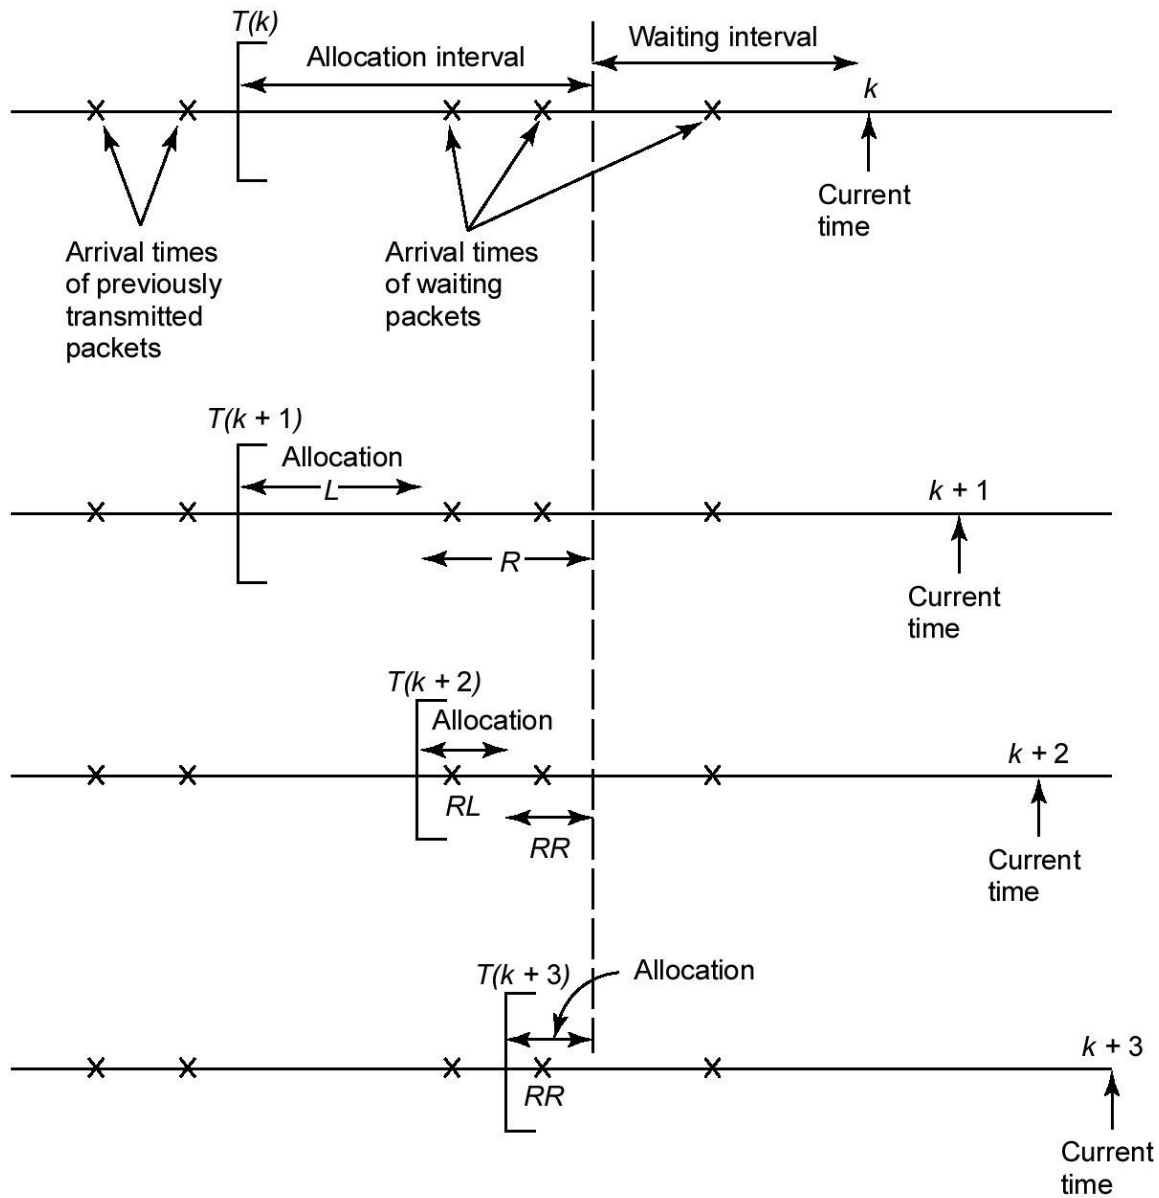 T(k)
Allocation interval
Waiting interval
k
Current
time
Arrival times
of previously
transmitted
packets
Arrival times
of waiting
packets
T(k + 1)
Allocation
L
k + 1
R
Current
time
T(k + 2)
Allocation
k + 2
RL
RR
Current
time
T(k + 3)
Allocation
k + 3
RR
Current
time